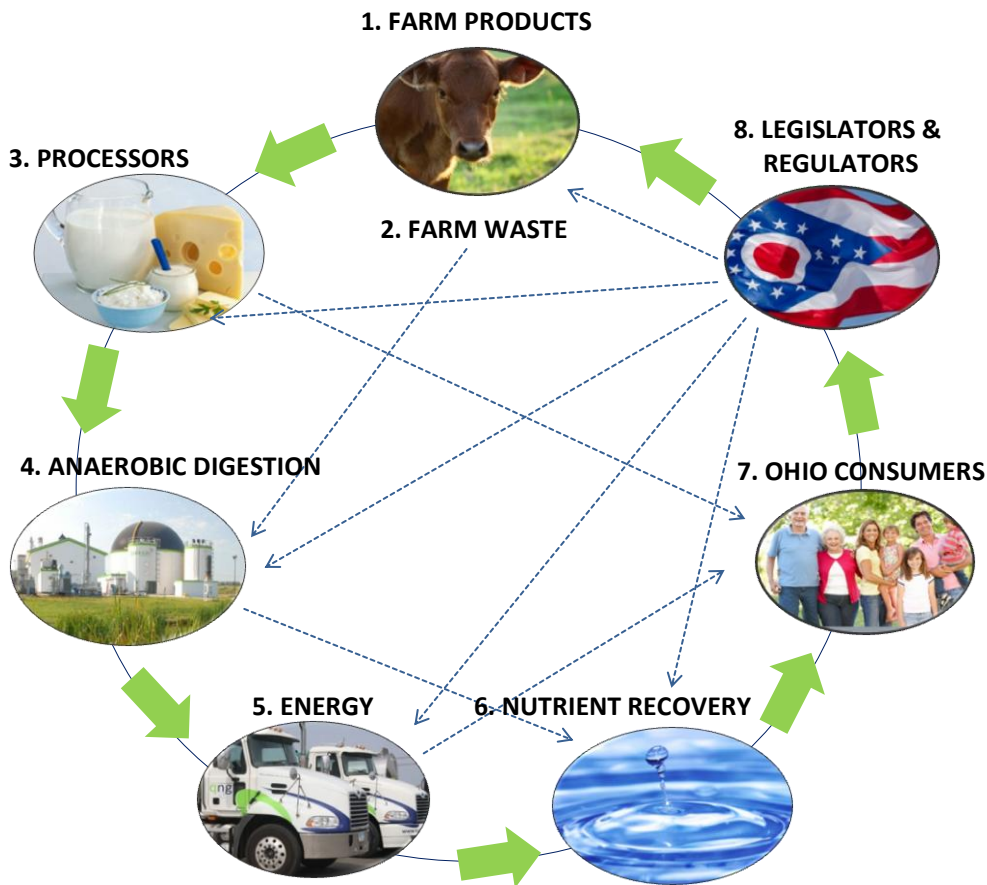 1. FARM PRODUCTS
8. LEGISLATORS &
REGULATORS
3. PROCESSORS
2. FARM WASTE
4. ANAEROBIC DIGESTION
7. OHIO CONSUMERS
5. ENERGY
6. NUTRIENT RECOVERY
qng